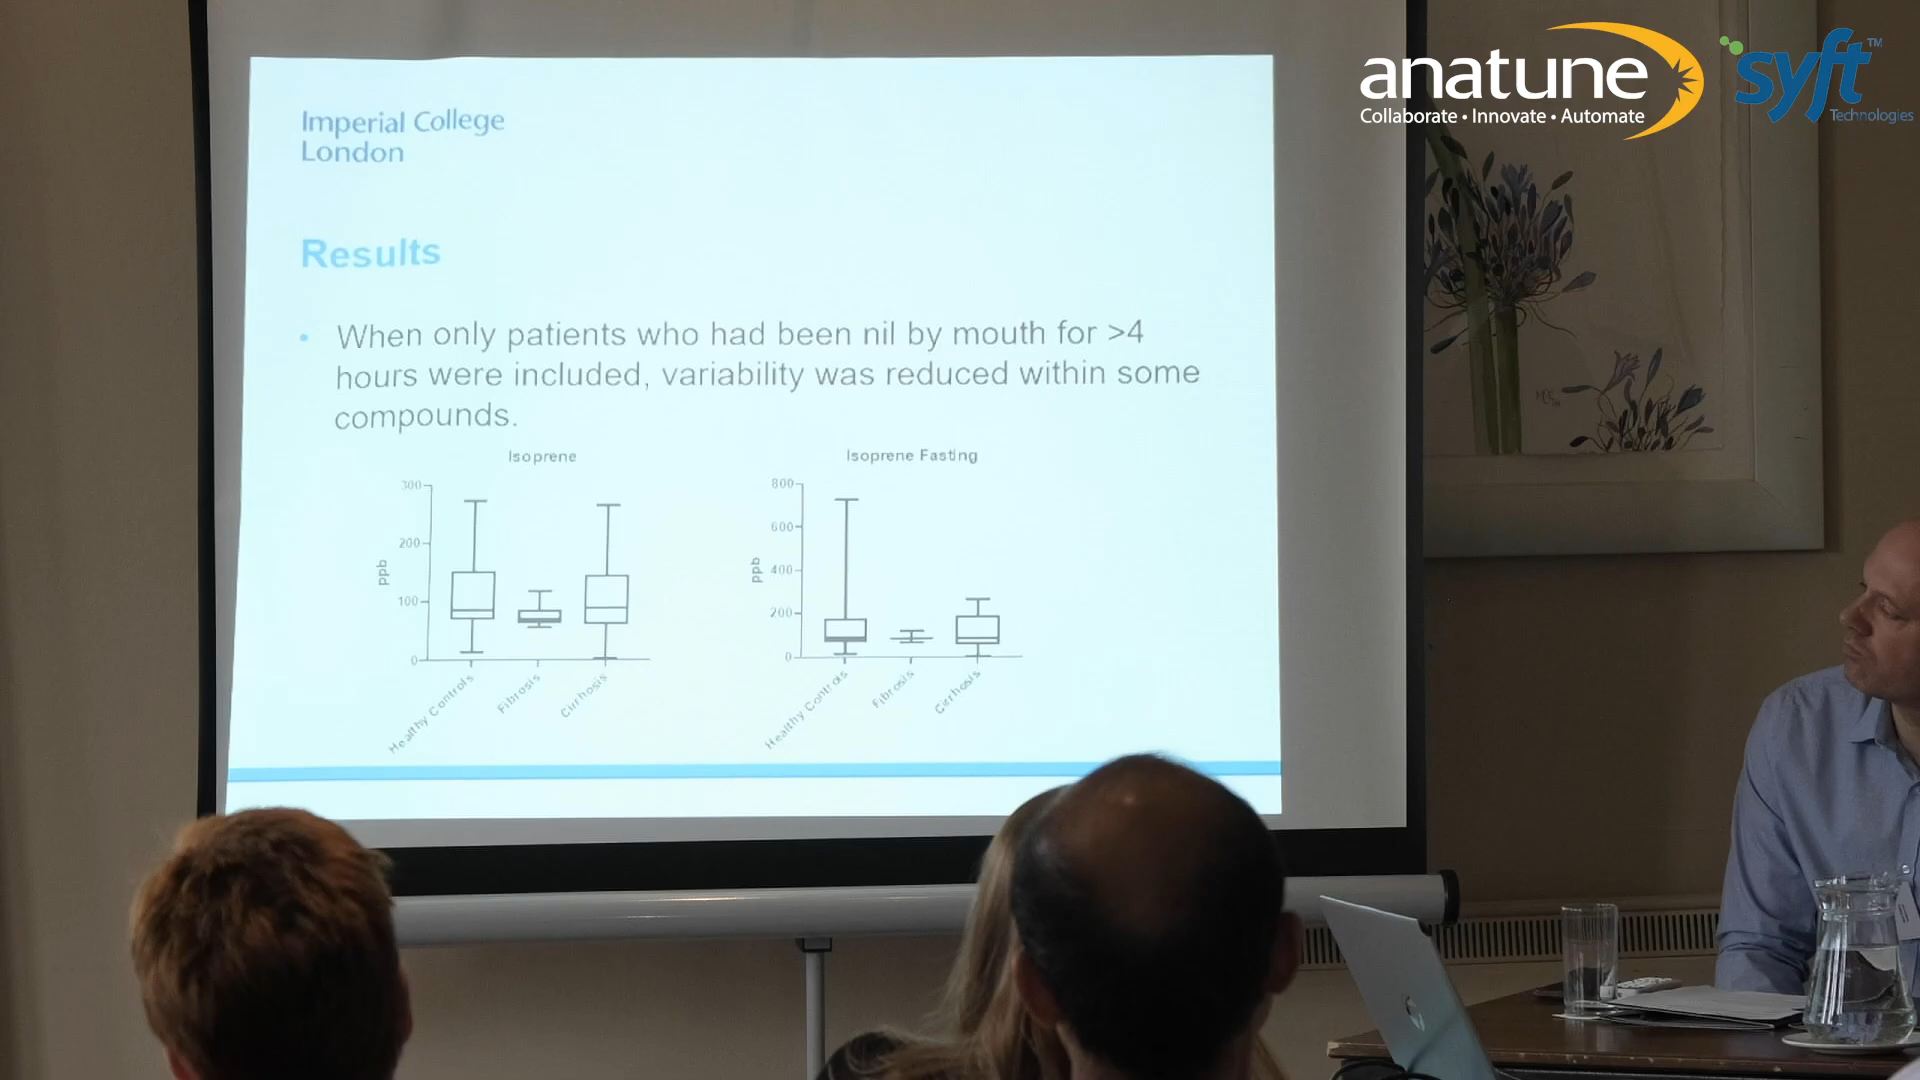 anatune
Collaborate • Innovate • Automate
syft™
Technologies
Imperial College
London
Results
• When only patients who had been nil by mouth for >4
hours were included, variability was reduced within some
compounds.
Isoprene
300
200
100
0
ppb
Healthy Controls
Fibrosis
Cirrhosis
Isoprene Fasting
800
600
400
200
0
ppb
Healthy Controls
Fibrosis
Cirrhosis